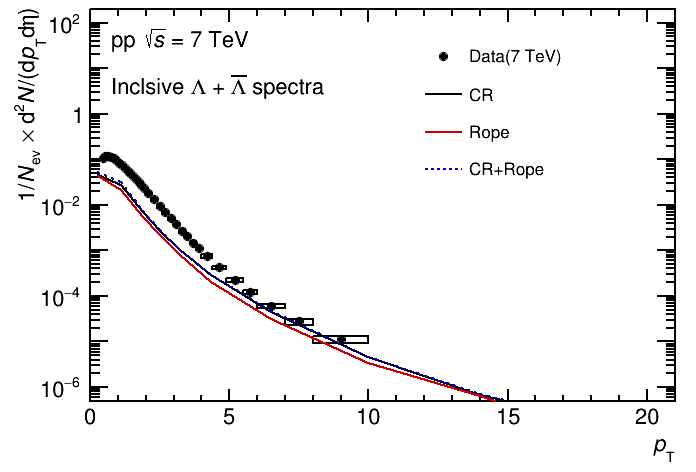 pp √s = 7 TeV
Inclsive Λ + Λ̅ spectra
Data(7 TeV)
CR
Rope
CR+Rope
1/N_ev × d²N/(dp_T dη)
10²
1
10⁻²
10⁻⁴
10⁻⁶
0 5 10 15 20
p_T